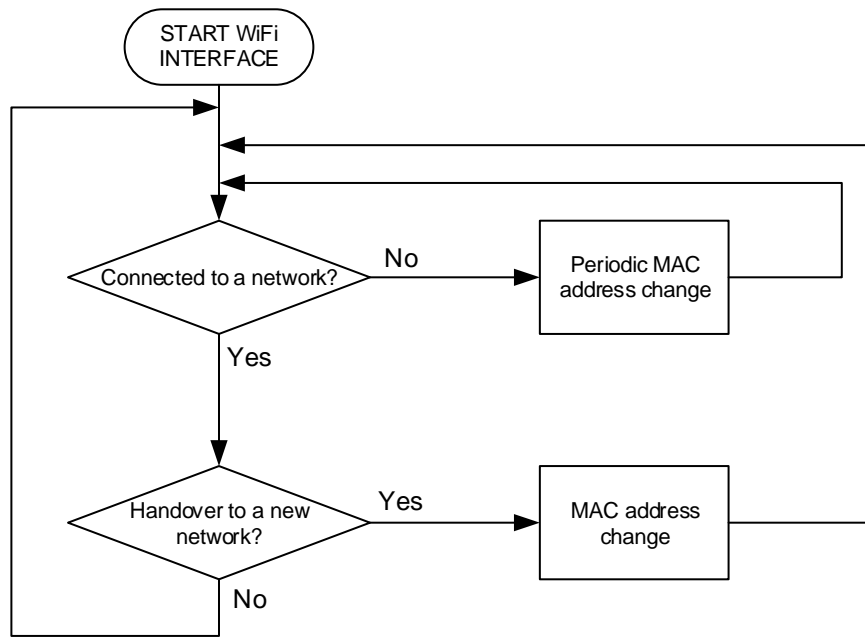 START WiFi
INTERFACE
Connected to a network?
No
Periodic MAC
address change
Yes
Handover to a new
network?
Yes
MAC address
change
No